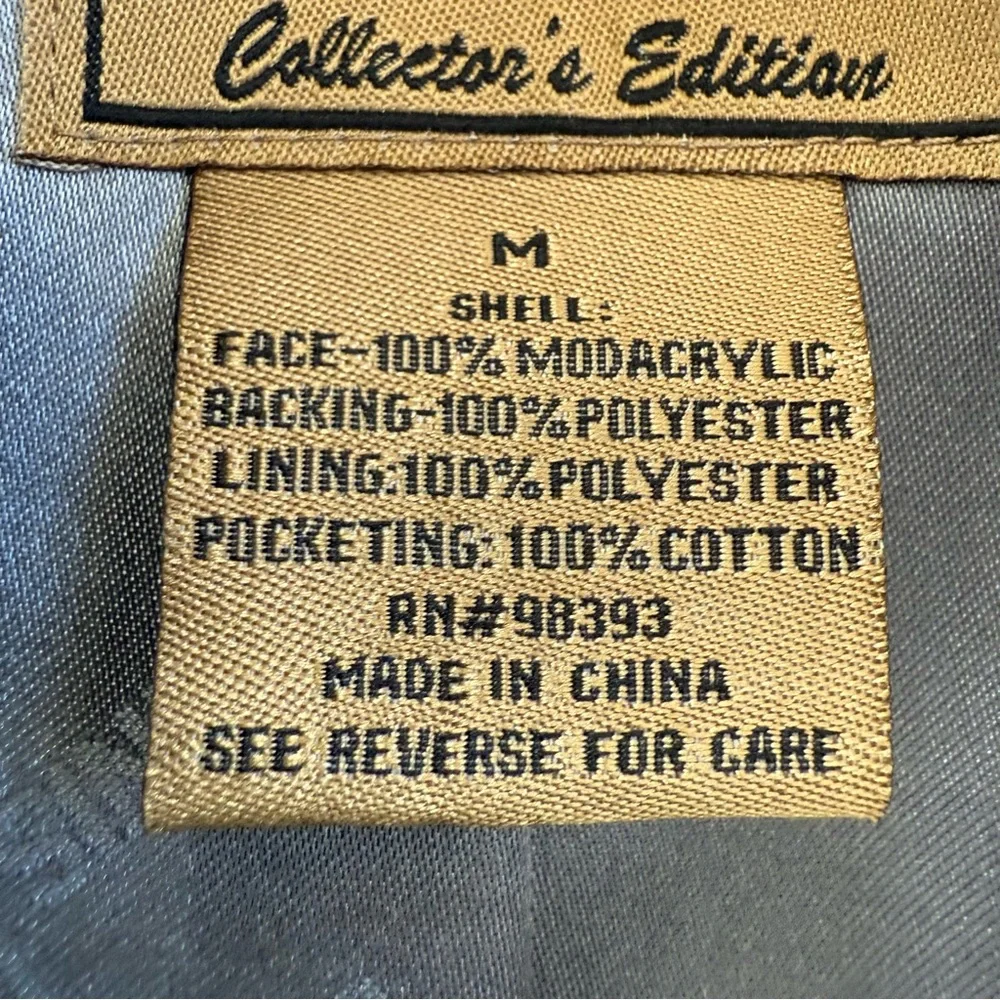 Collector's Edition
M
SHELL:
FACE-100% MODACRYLIC
BACKING-100% POLYESTER
LINING:100% POLYESTER
POCKETING: 100% COTTON
RN#98393
MADE IN CHINA
SEE REVERSE FOR CARE